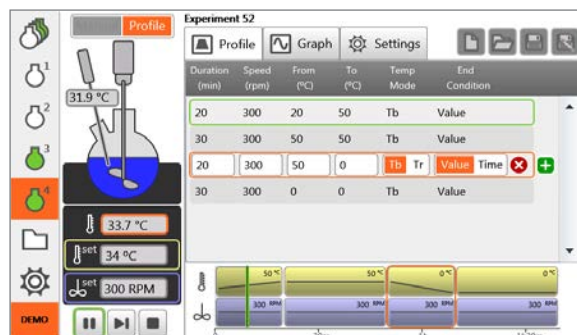 Experiment 52
Profile
Profile Graph Settings
1
2
3
4
Duration (min) Speed (rpm) From (ºC) To (ºC) Temp Mode End Condition
20 300 20 50 Tb Value
30 300 50 50 Tb Value
20 300 50 0 Tb Tr Value Time
30 300 0 0 Tb Value
31.9 °C
33.7 °C
set 34 ºC
set 300 RPM
DEMO
50 ℃ 50 ℃ 0 ℃ 0 ℃
300 RPM 300 RPM 300 RPM 300 RPM